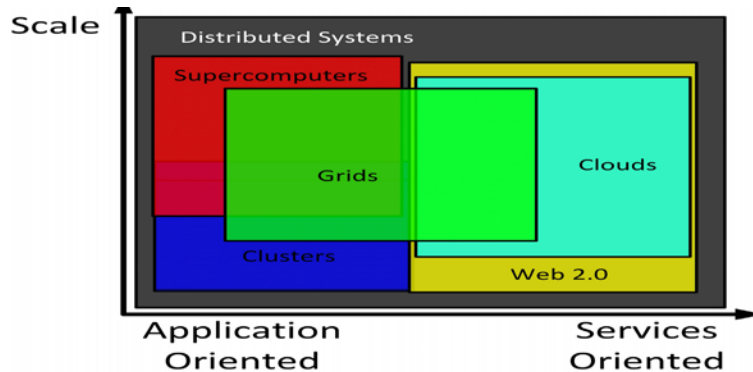 Scale
Distributed Systems
Supercomputers
Grids
Clouds
Clusters
Web 2.0
Application
Oriented
Services
Oriented